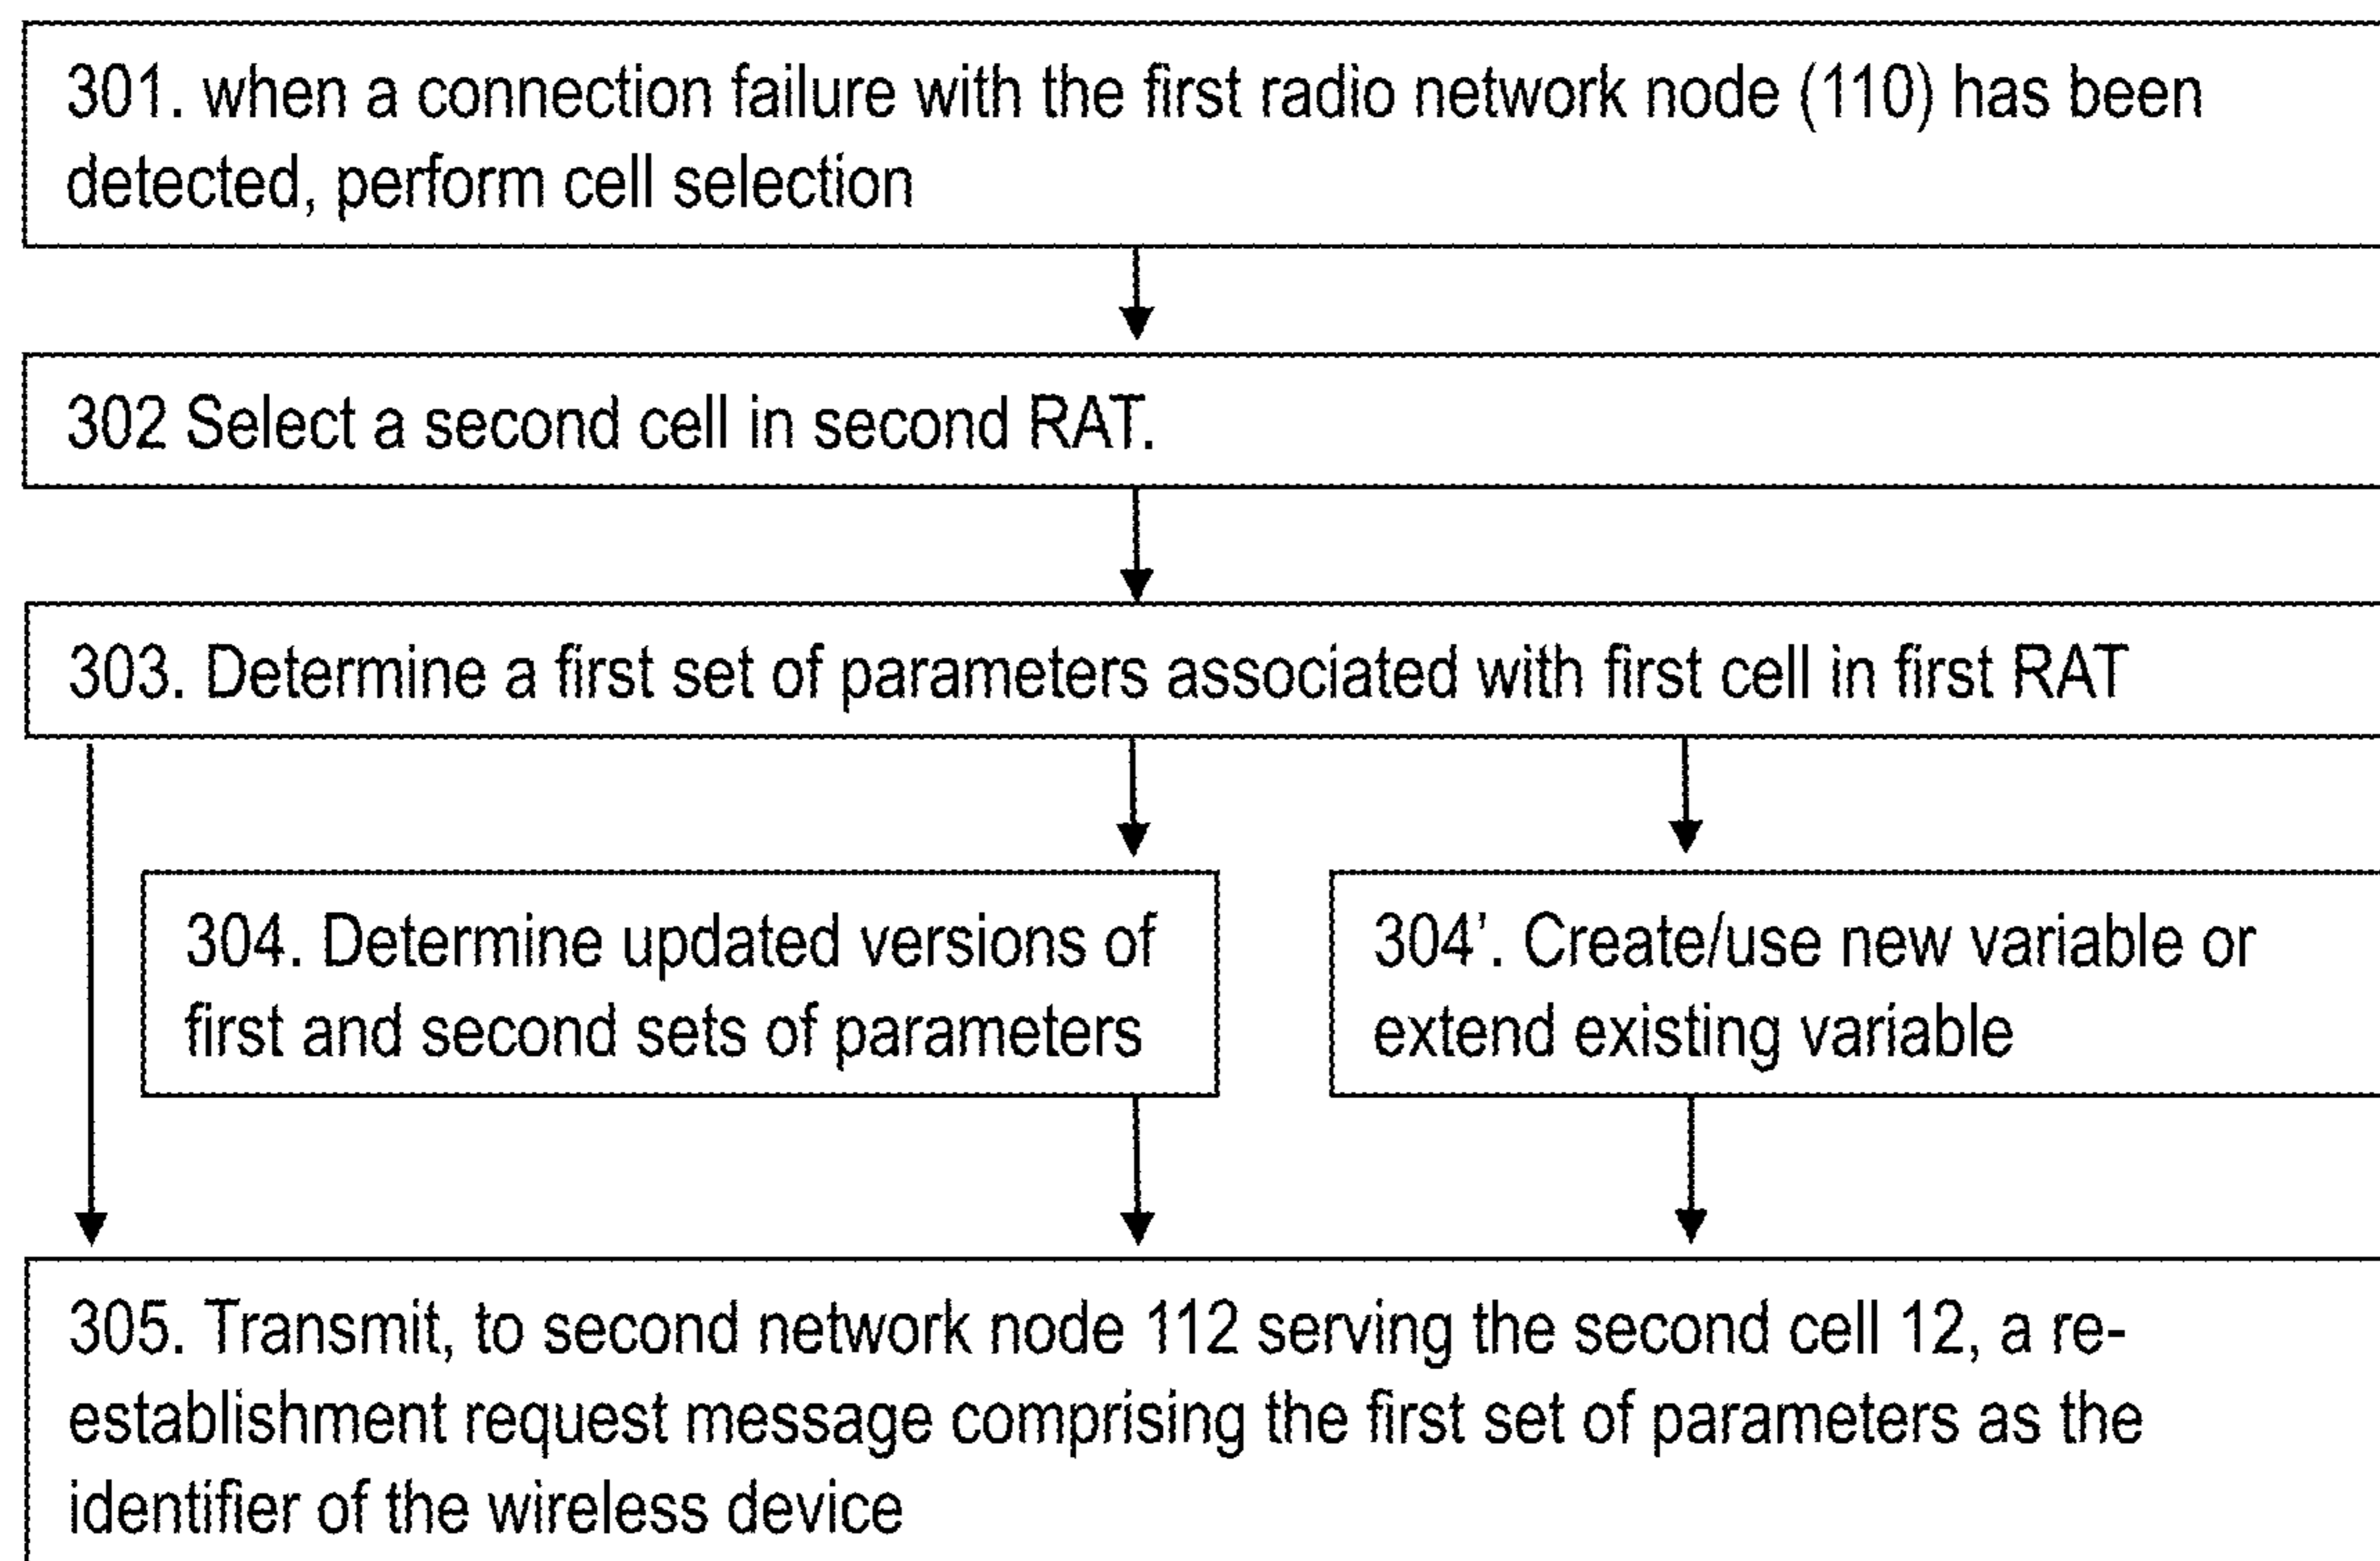 301. when a connection failure with the first radio network node (110) has been
detected, perform cell selection
302 Select a second cell in second RAT.
303. Determine a first set of parameters associated with first cell in first RAT
304. Determine updated versions of
first and second sets of parameters
304’. Create/use new variable or
extend existing variable
305. Transmit, to second network node 112 serving the second cell 12, a re-
establishment request message comprising the first set of parameters as the
identifier of the wireless device